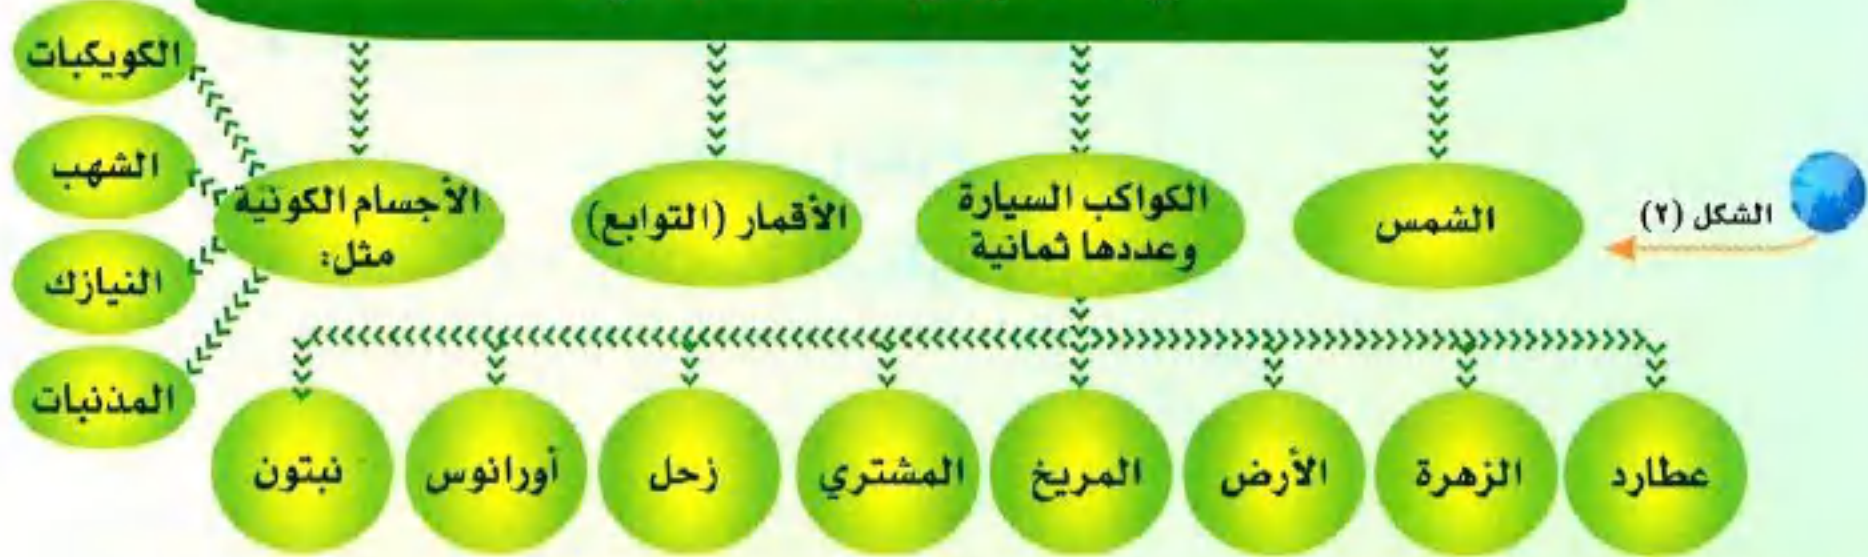 الشكل (٢)
الشمس
الكواكب السيارة
وعددها ثمانية
الأقمار (التوابع)
الأجسام الكونية
مثل:
الكويكبات
الشهب
النيازك
المذنبات
عطارد
الزهرة
الأرض
المريخ
المشتري
زحل
أورانوس
نبتون